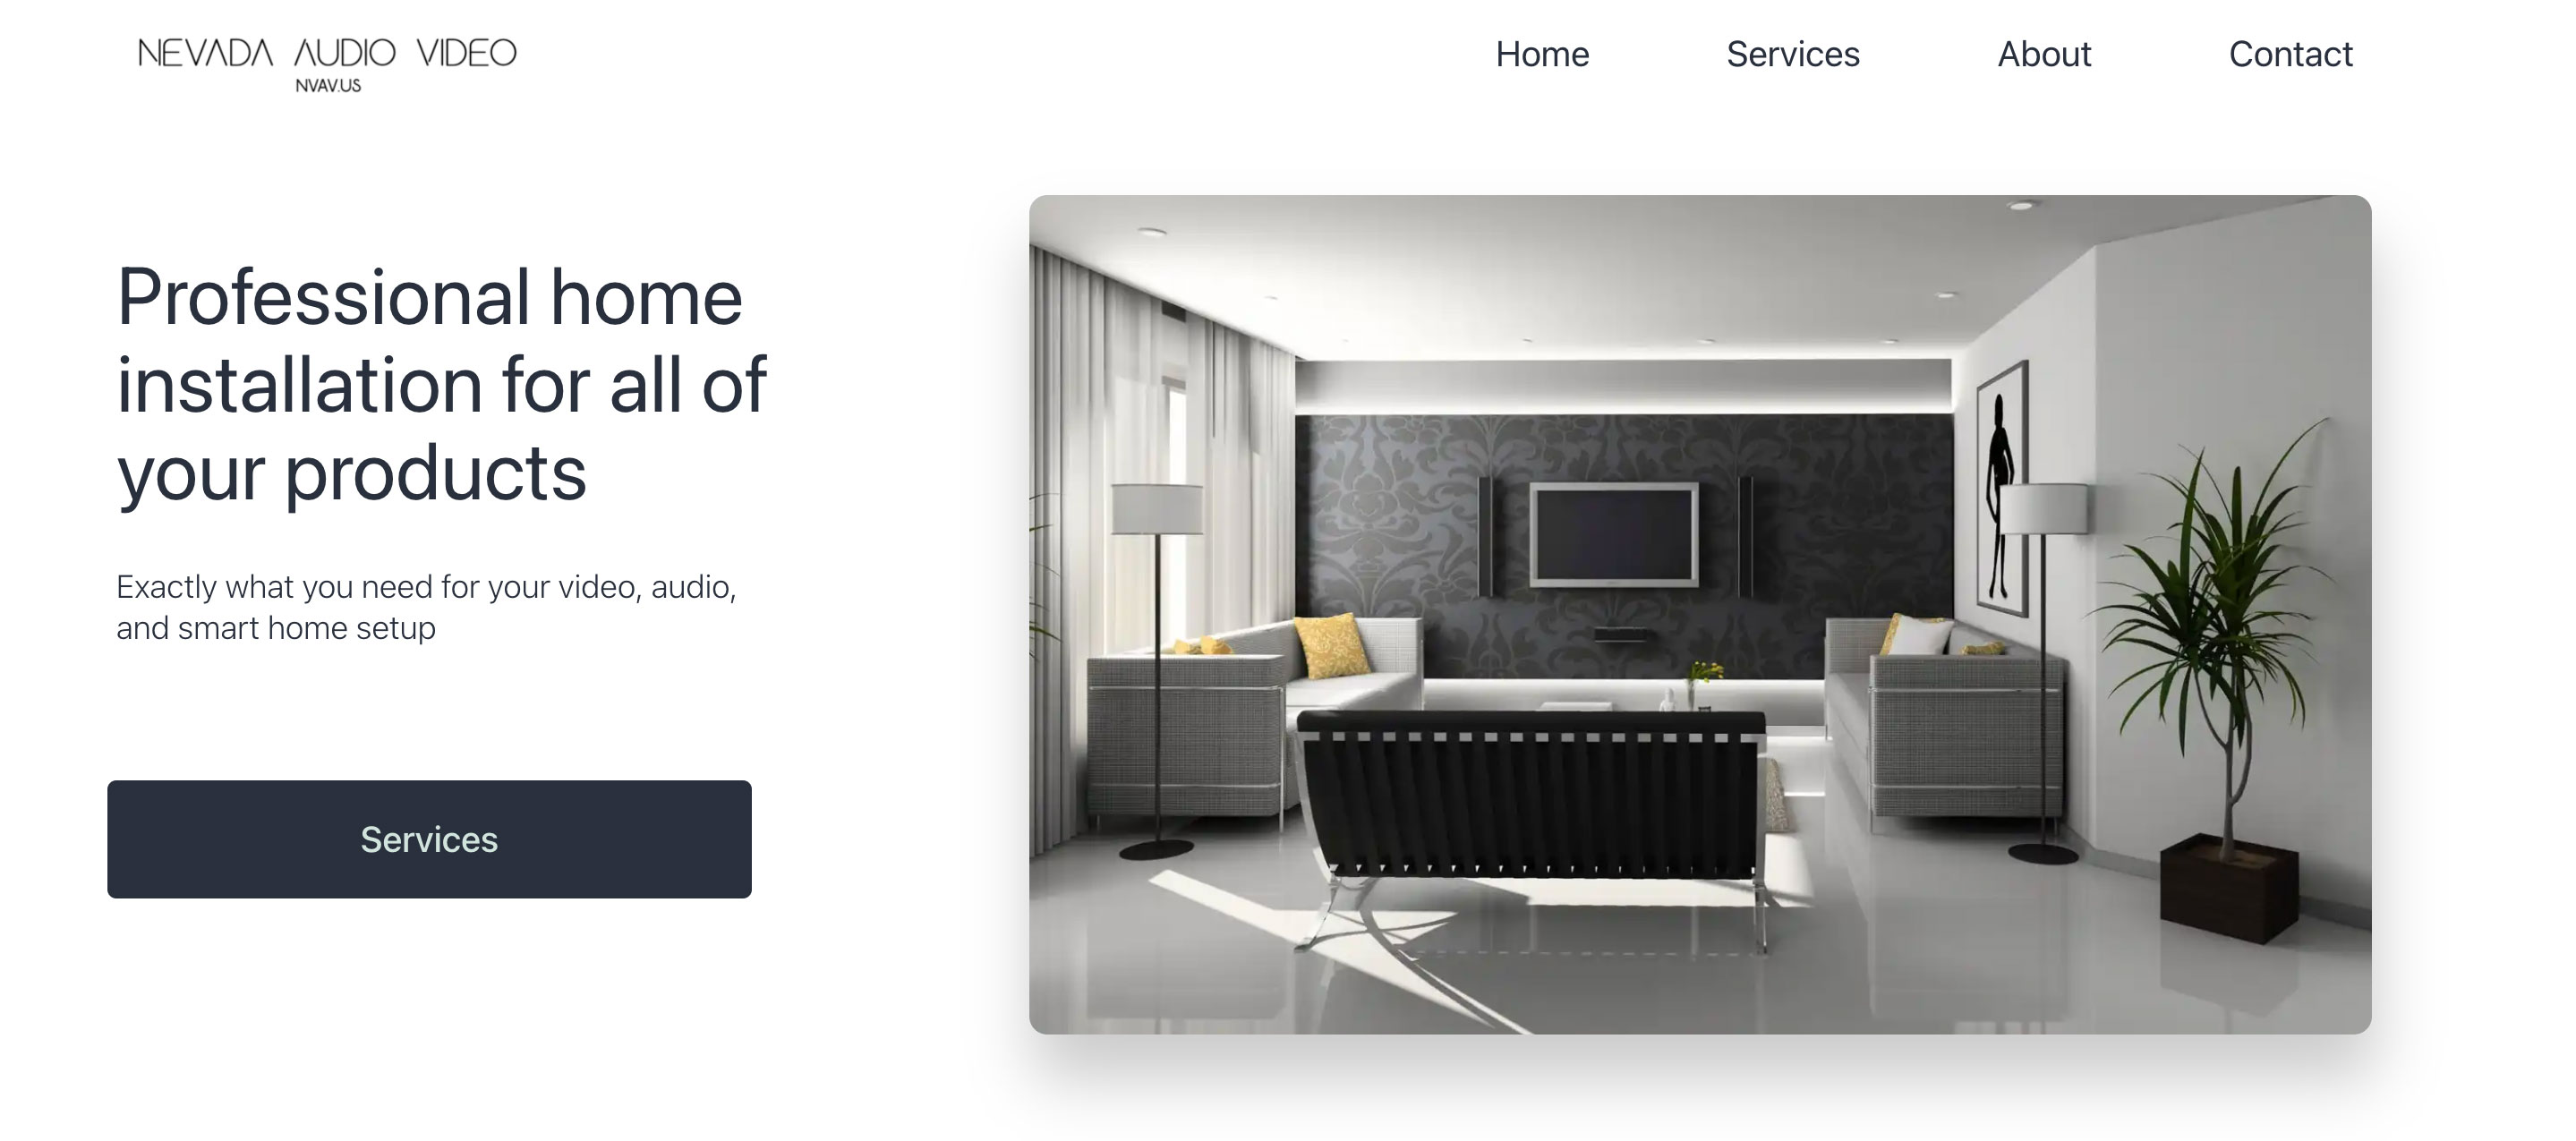 NEVADA AUDIO VIDEO
NVAV.US
Home Services About Contact
Professional home
installation for all of
your products
Exactly what you need for your video, audio,
and smart home setup
Services